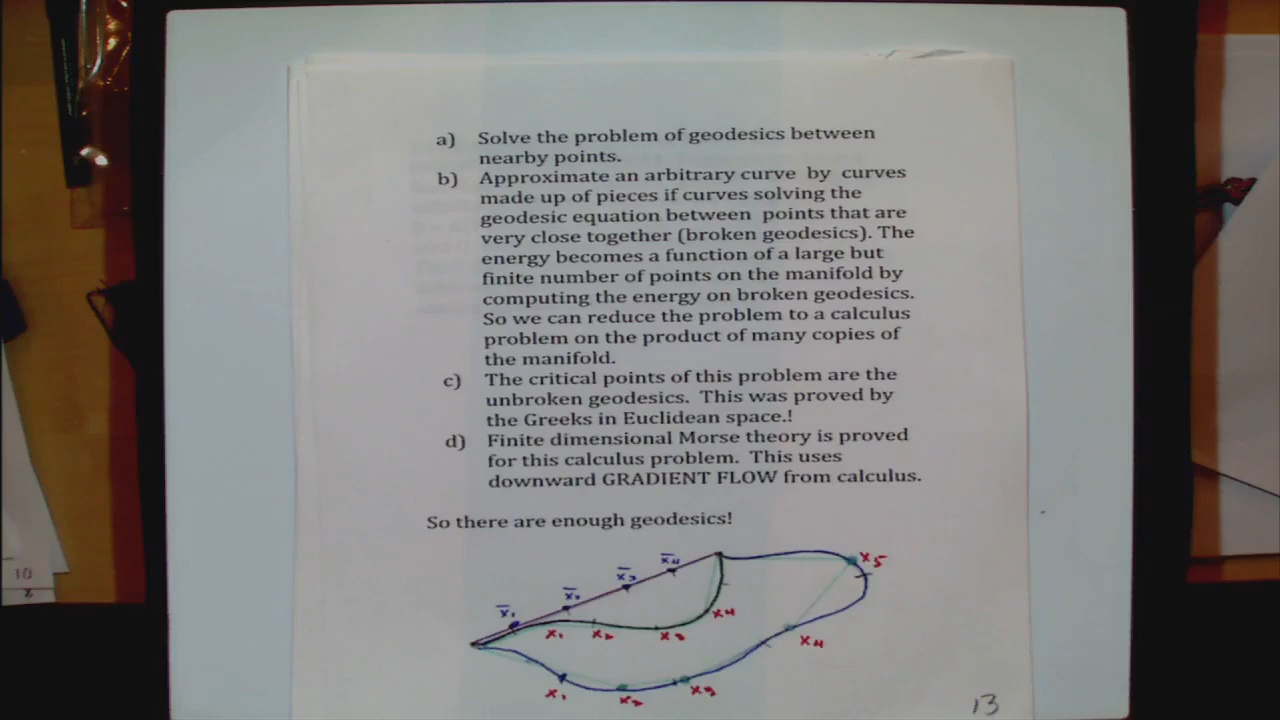 a) Solve the problem of geodesics between
nearby points.
b) Approximate an arbitrary curve by curves
made up of pieces if curves solving the
geodesic equation between points that are
very close together (broken geodesics). The
energy becomes a function of a large but
finite number of points on the manifold by
computing the energy on broken geodesics.
So we can reduce the problem to a calculus
problem on the product of many copies of
the manifold.
c) The critical points of this problem are the
unbroken geodesics. This was proved by
the Greeks in Euclidean space.!
d) Finite dimensional Morse theory is proved
for this calculus problem. This uses
downward GRADIENT FLOW from calculus.
So there are enough geodesics!
x̄₁ x̄₂ x̄₃ x̄₄
x₅
x₁ x₂ x₃ x₄
x₄
x₁ x₂ x₃
13
10